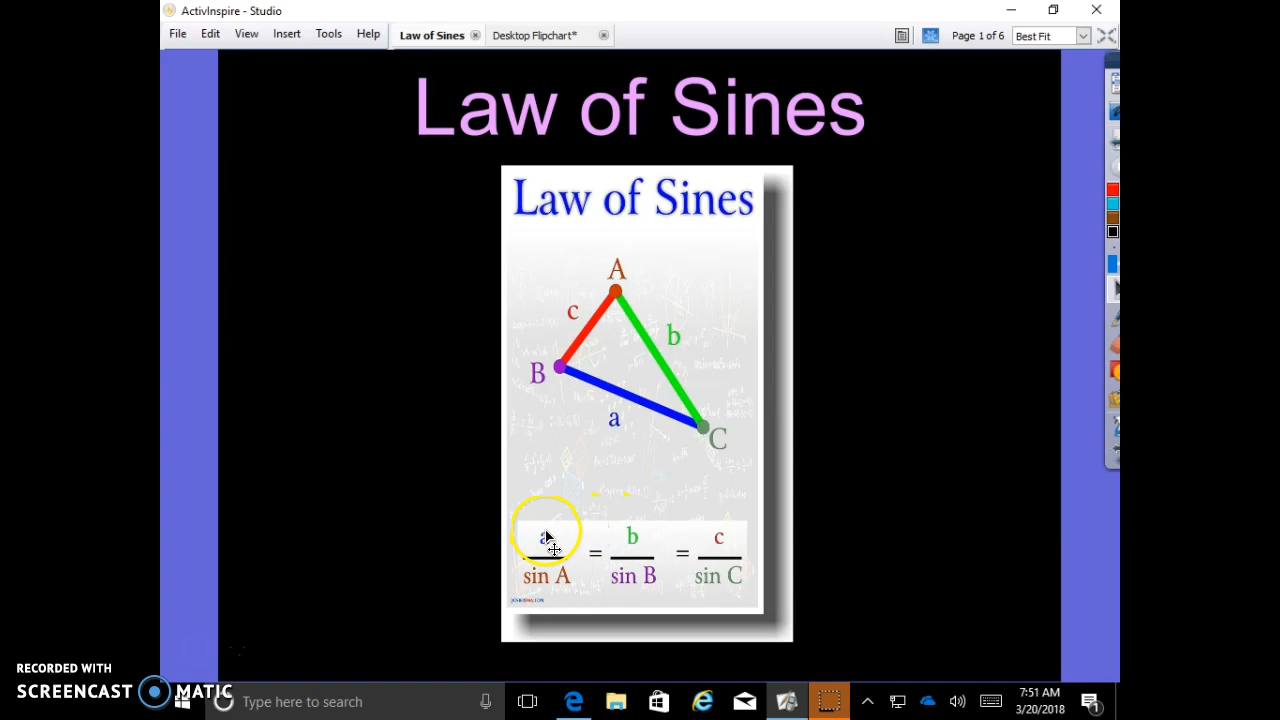 ActivInspire - Studio
File Edit View Insert Tools Help
Law of Sines
Desktop Flipchart*
Page 1 of 6
Best Fit
Law of Sines
Law of Sines
A
c
b
B
a
C
a = b = c
sin A sin B sin C
RECORDED WITH
SCREENCAST MATIC
Type here to search
7:51 AM
3/20/2018
1